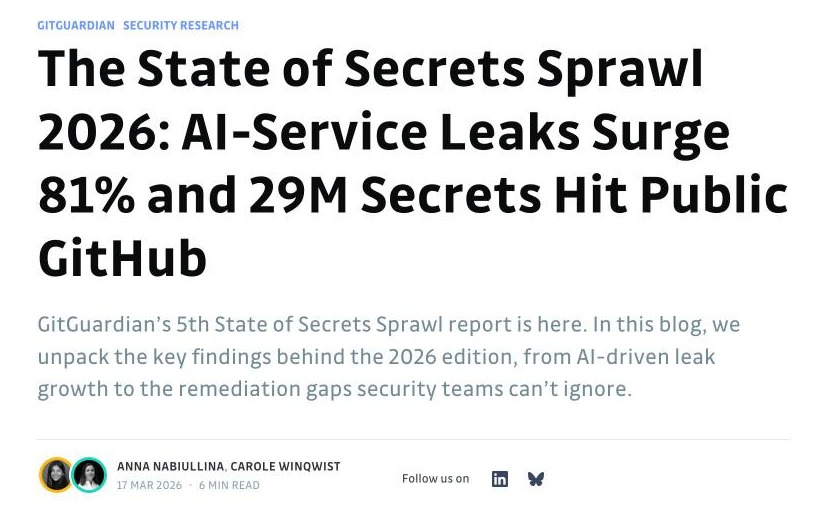 GITGUARDIAN SECURITY RESEARCH
The State of Secrets Sprawl
2026: AI-Service Leaks Surge
81% and 29M Secrets Hit Public
GitHub
GitGuardian’s 5th State of Secrets Sprawl report is here. In this blog, we
unpack the key findings behind the 2026 edition, from AI-driven leak
growth to the remediation gaps security teams can’t ignore.
ANNA NABIULLINA, CAROLE WINQWIST
17 MAR 2026 · 6 MIN READ
Follow us on
in